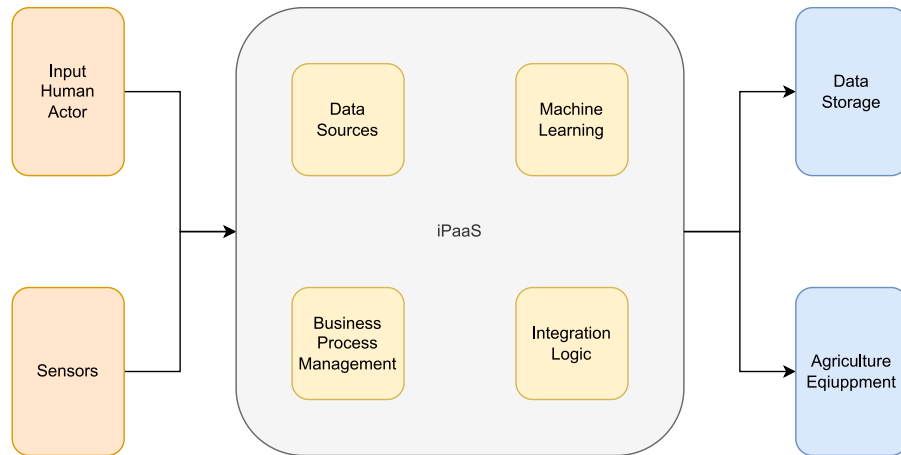 Input
Human
Actor
Data
Sources
Machine
Learning
Data
Storage
iPaaS
Sensors
Business
Process
Management
Integration
Logic
Agriculture
Eqiuppment